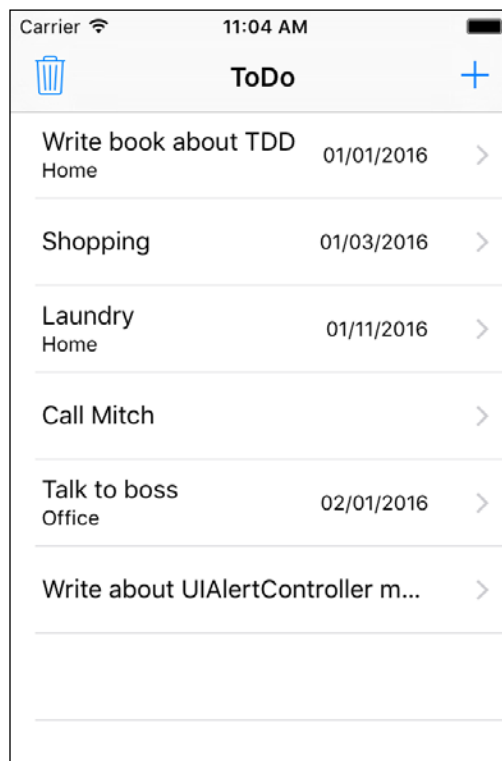 Carrier 11:04 AM
ToDo
Write book about TDD
Home
01/01/2016
Shopping
01/03/2016
Laundry
Home
01/11/2016
Call Mitch
Talk to boss
Office
02/01/2016
Write about UIAlertController m...